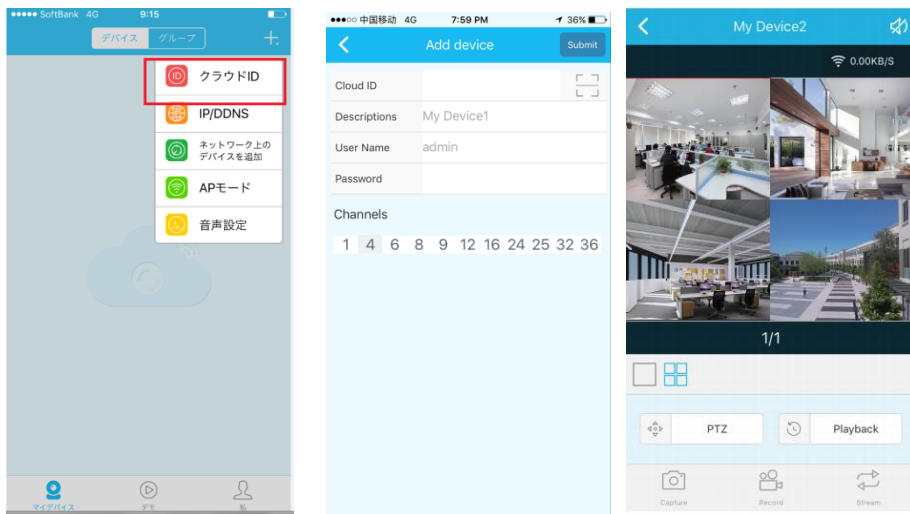 ●●●●● SoftBank 4G 9:15
デバイス グループ
クラウドID
IP/DDNS
ネットワーク上の
デバイスを追加
APモード
音声設定
マイデバイス デモ 私
●●●○○ 中国移动 4G 7:59 PM 36%
Add device Submit
Cloud ID
Descriptions My Device1
User Name admin
Password
Channels
1 4 6 8 9 12 16 24 25 32 36
My Device2
0.00KB/S
1/1
PTZ Playback
Capture Record Stream